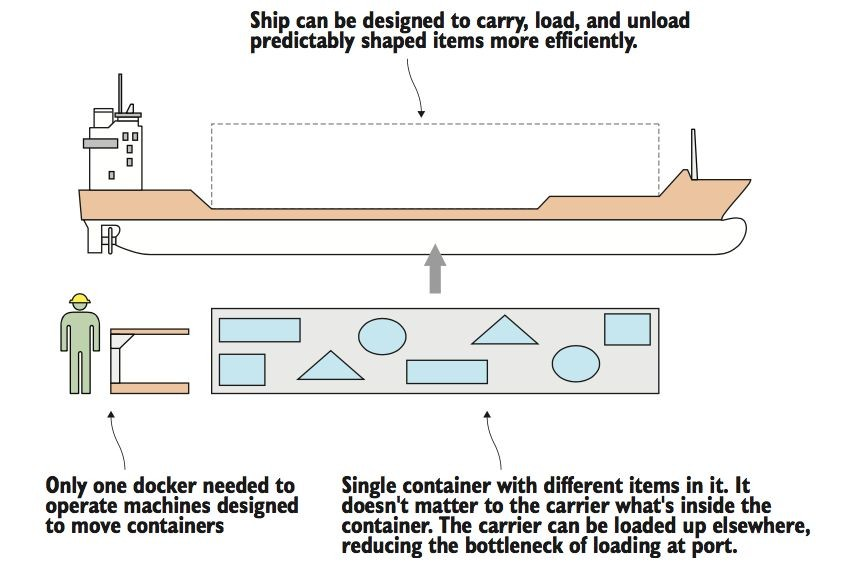 Ship can be designed to carry, load, and unload
predictably shaped items more efficiently.
Only one docker needed to
operate machines designed
to move containers
Single container with different items in it. It
doesn't matter to the carrier what's inside the
container. The carrier can be loaded up elsewhere,
reducing the bottleneck of loading at port.